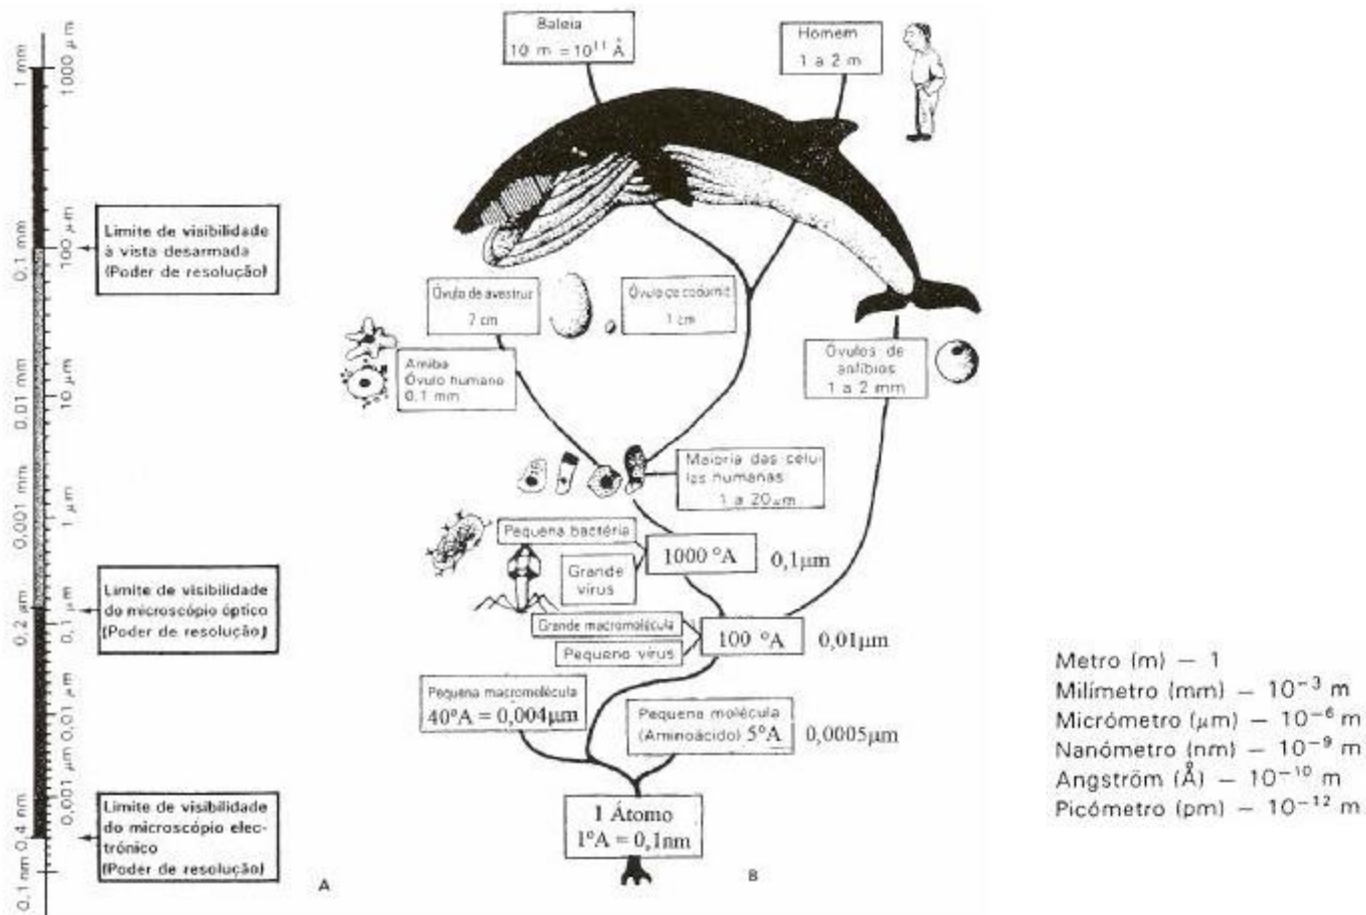 1 mm
0,1 mm
0,01 mm
0,001 mm
0,2 μm
0,4 nm
0,1 nm
1000 μm
100 μm
10 μm
1 μm
0,1 μm
0,01 μm
0,001 μm
Limite de visibilidade
à vista desarmada
(Poder de resolução)
Limite de visibilidade
do microscópio óptico
(Poder de resolução)
Limite de visibilidade
do microscópio elec-
trónico
(Poder de resolução)
A
Baleia
10 m = 10¹¹ Å
Homem
1 a 2 m
Óvulo de avestruz
7 cm
Óvulo de codorniz
1 cm
Amiba
Óvulo humano
0,1 mm
Óvulos de
anfíbios
1 a 2 mm
Maioria das célu-
las humanas
1 a 20 μm
Pequena bactéria
Grande
vírus
1000 °A
0,1μm
Grande macromolécula
Pequeno vírus
100 °A
0,01μm
Pequena macromolécula
40°A = 0,004μm
Pequena molécula
(Aminoácido) 5°A
0,0005μm
1 Átomo
1°A = 0,1nm
B
Metro (m) – 1
Milímetro (mm) – 10⁻³ m
Micrómetro (μm) – 10⁻⁶ m
Nanómetro (nm) – 10⁻⁹ m
Angström (Å) – 10⁻¹⁰ m
Picómetro (pm) – 10⁻¹² m